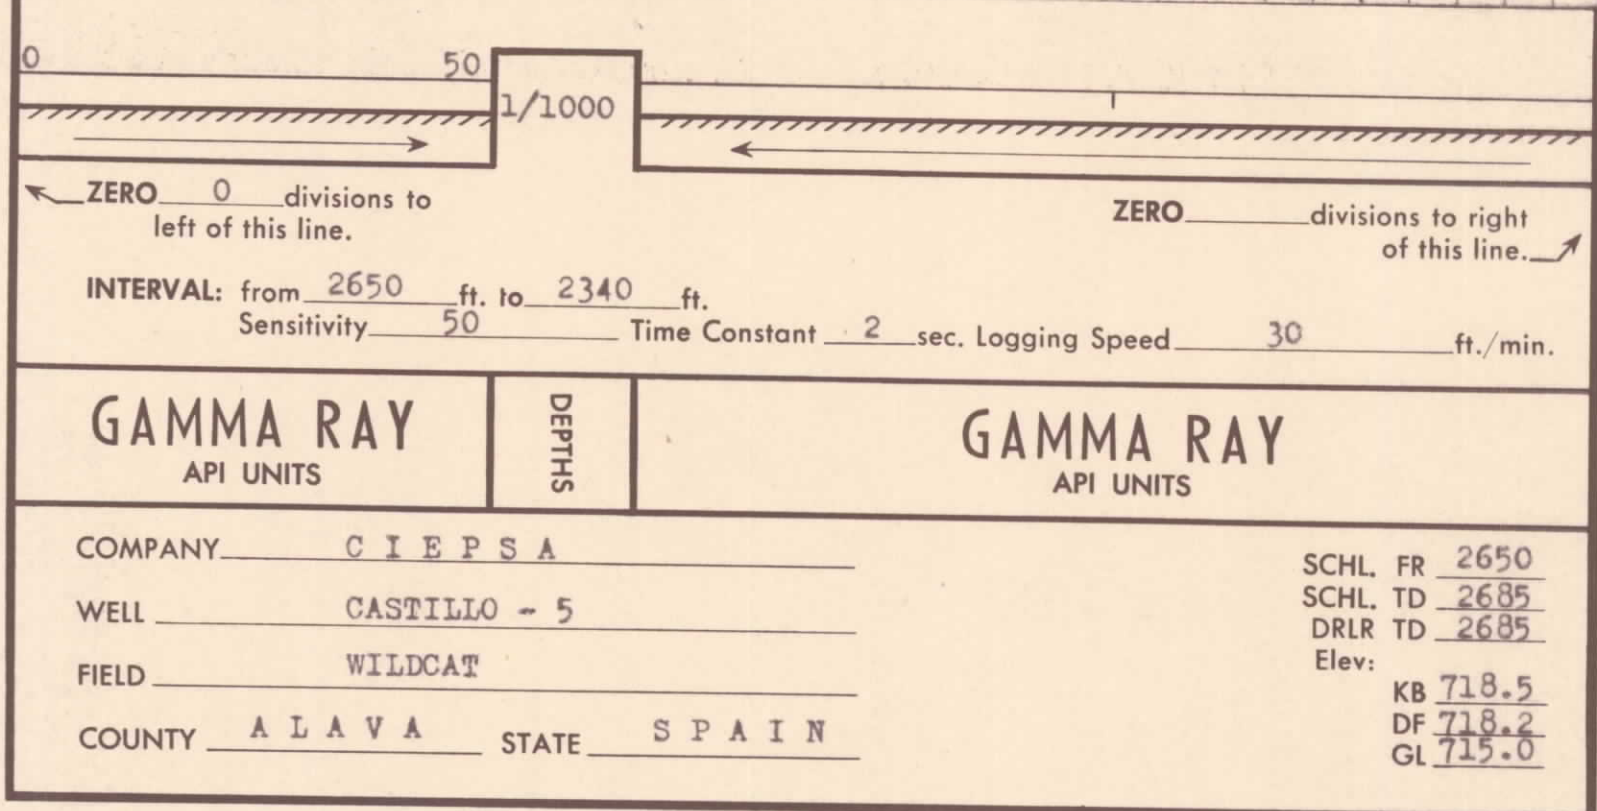 0 50
1/1000
ZERO 0 divisions to
left of this line.
ZERO divisions to right
of this line.
INTERVAL: from 2650 ft. to 2340 ft.
Sensitivity 50 Time Constant 2 sec. Logging Speed 30 ft./min.
GAMMA RAY
API UNITS
DEPTHS
GAMMA RAY
API UNITS
COMPANY C I E P S A
WELL CASTILLO - 5
FIELD WILDCAT
COUNTY A L A V A STATE S P A I N
SCHL. FR 2650
SCHL. TD 2685
DRLR TD 2685
Elev:
KB 718.5
DF 718.2
GL 715.0